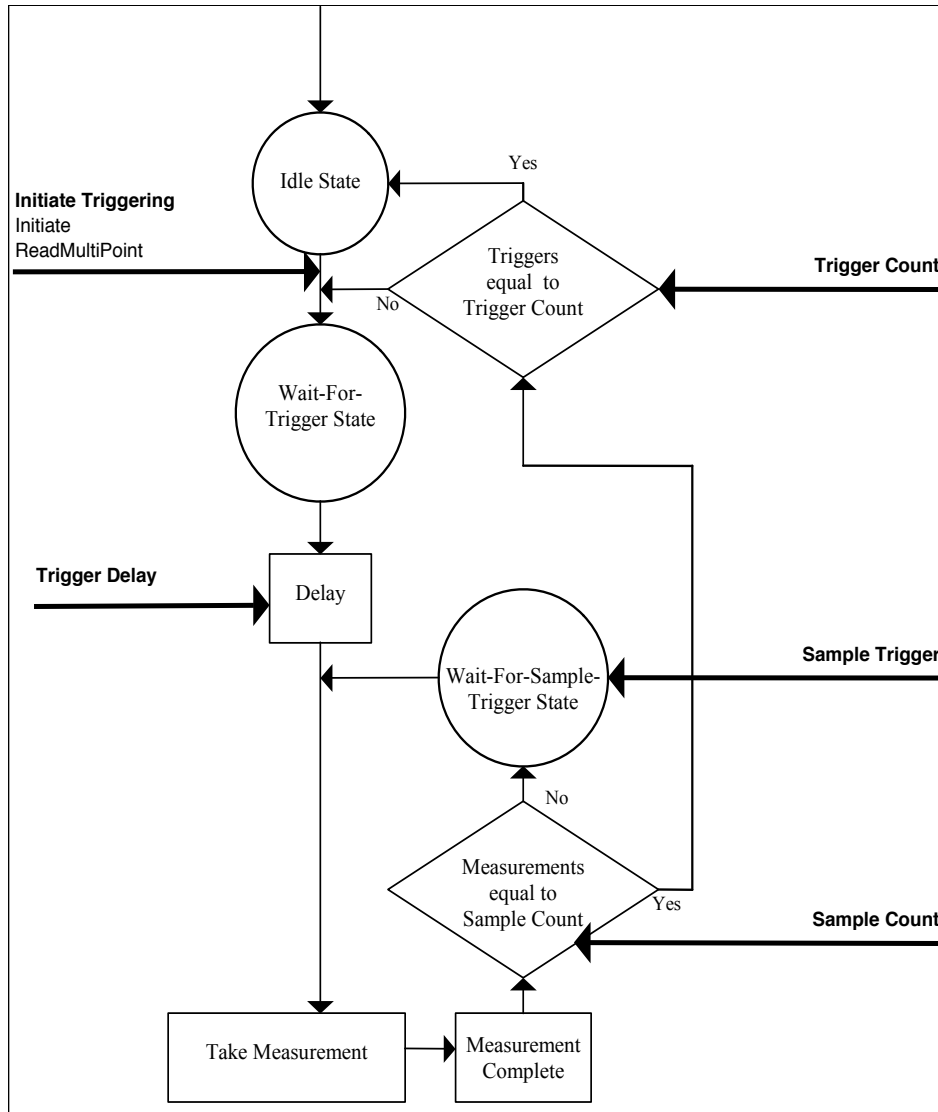 Yes
Idle State
Initiate Triggering
Initiate
ReadMultiPoint
Triggers
equal to
Trigger Count
Trigger Count
No
Wait-For-
Trigger State
Trigger Delay
Delay
Sample Trigger
Wait-For-Sample-
Trigger State
No
Measurements
equal to
Sample Count
Yes
Sample Count
Take Measurement
Measurement
Complete